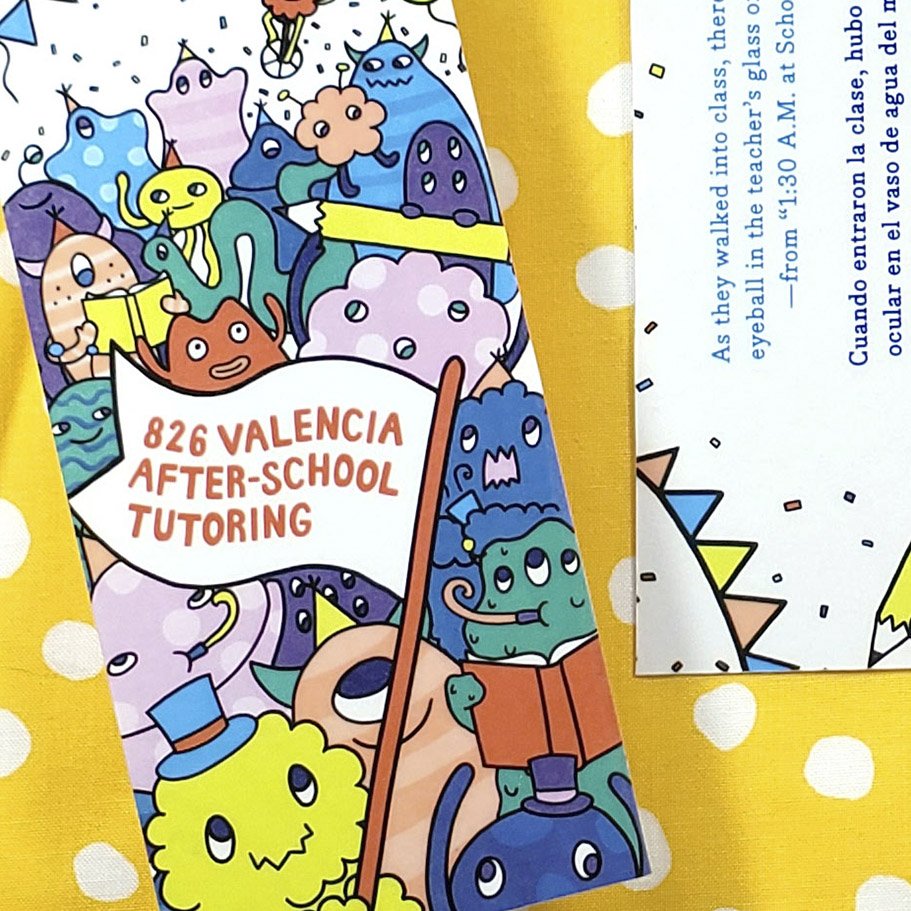 826 VALENCIA
AFTER-SCHOOL
TUTORING
As they walked into class, there
eyeball in the teacher's glass
—from "1:30 A.M. at
Cuando entraron la clase, hubo
ocular en el vaso de agua del